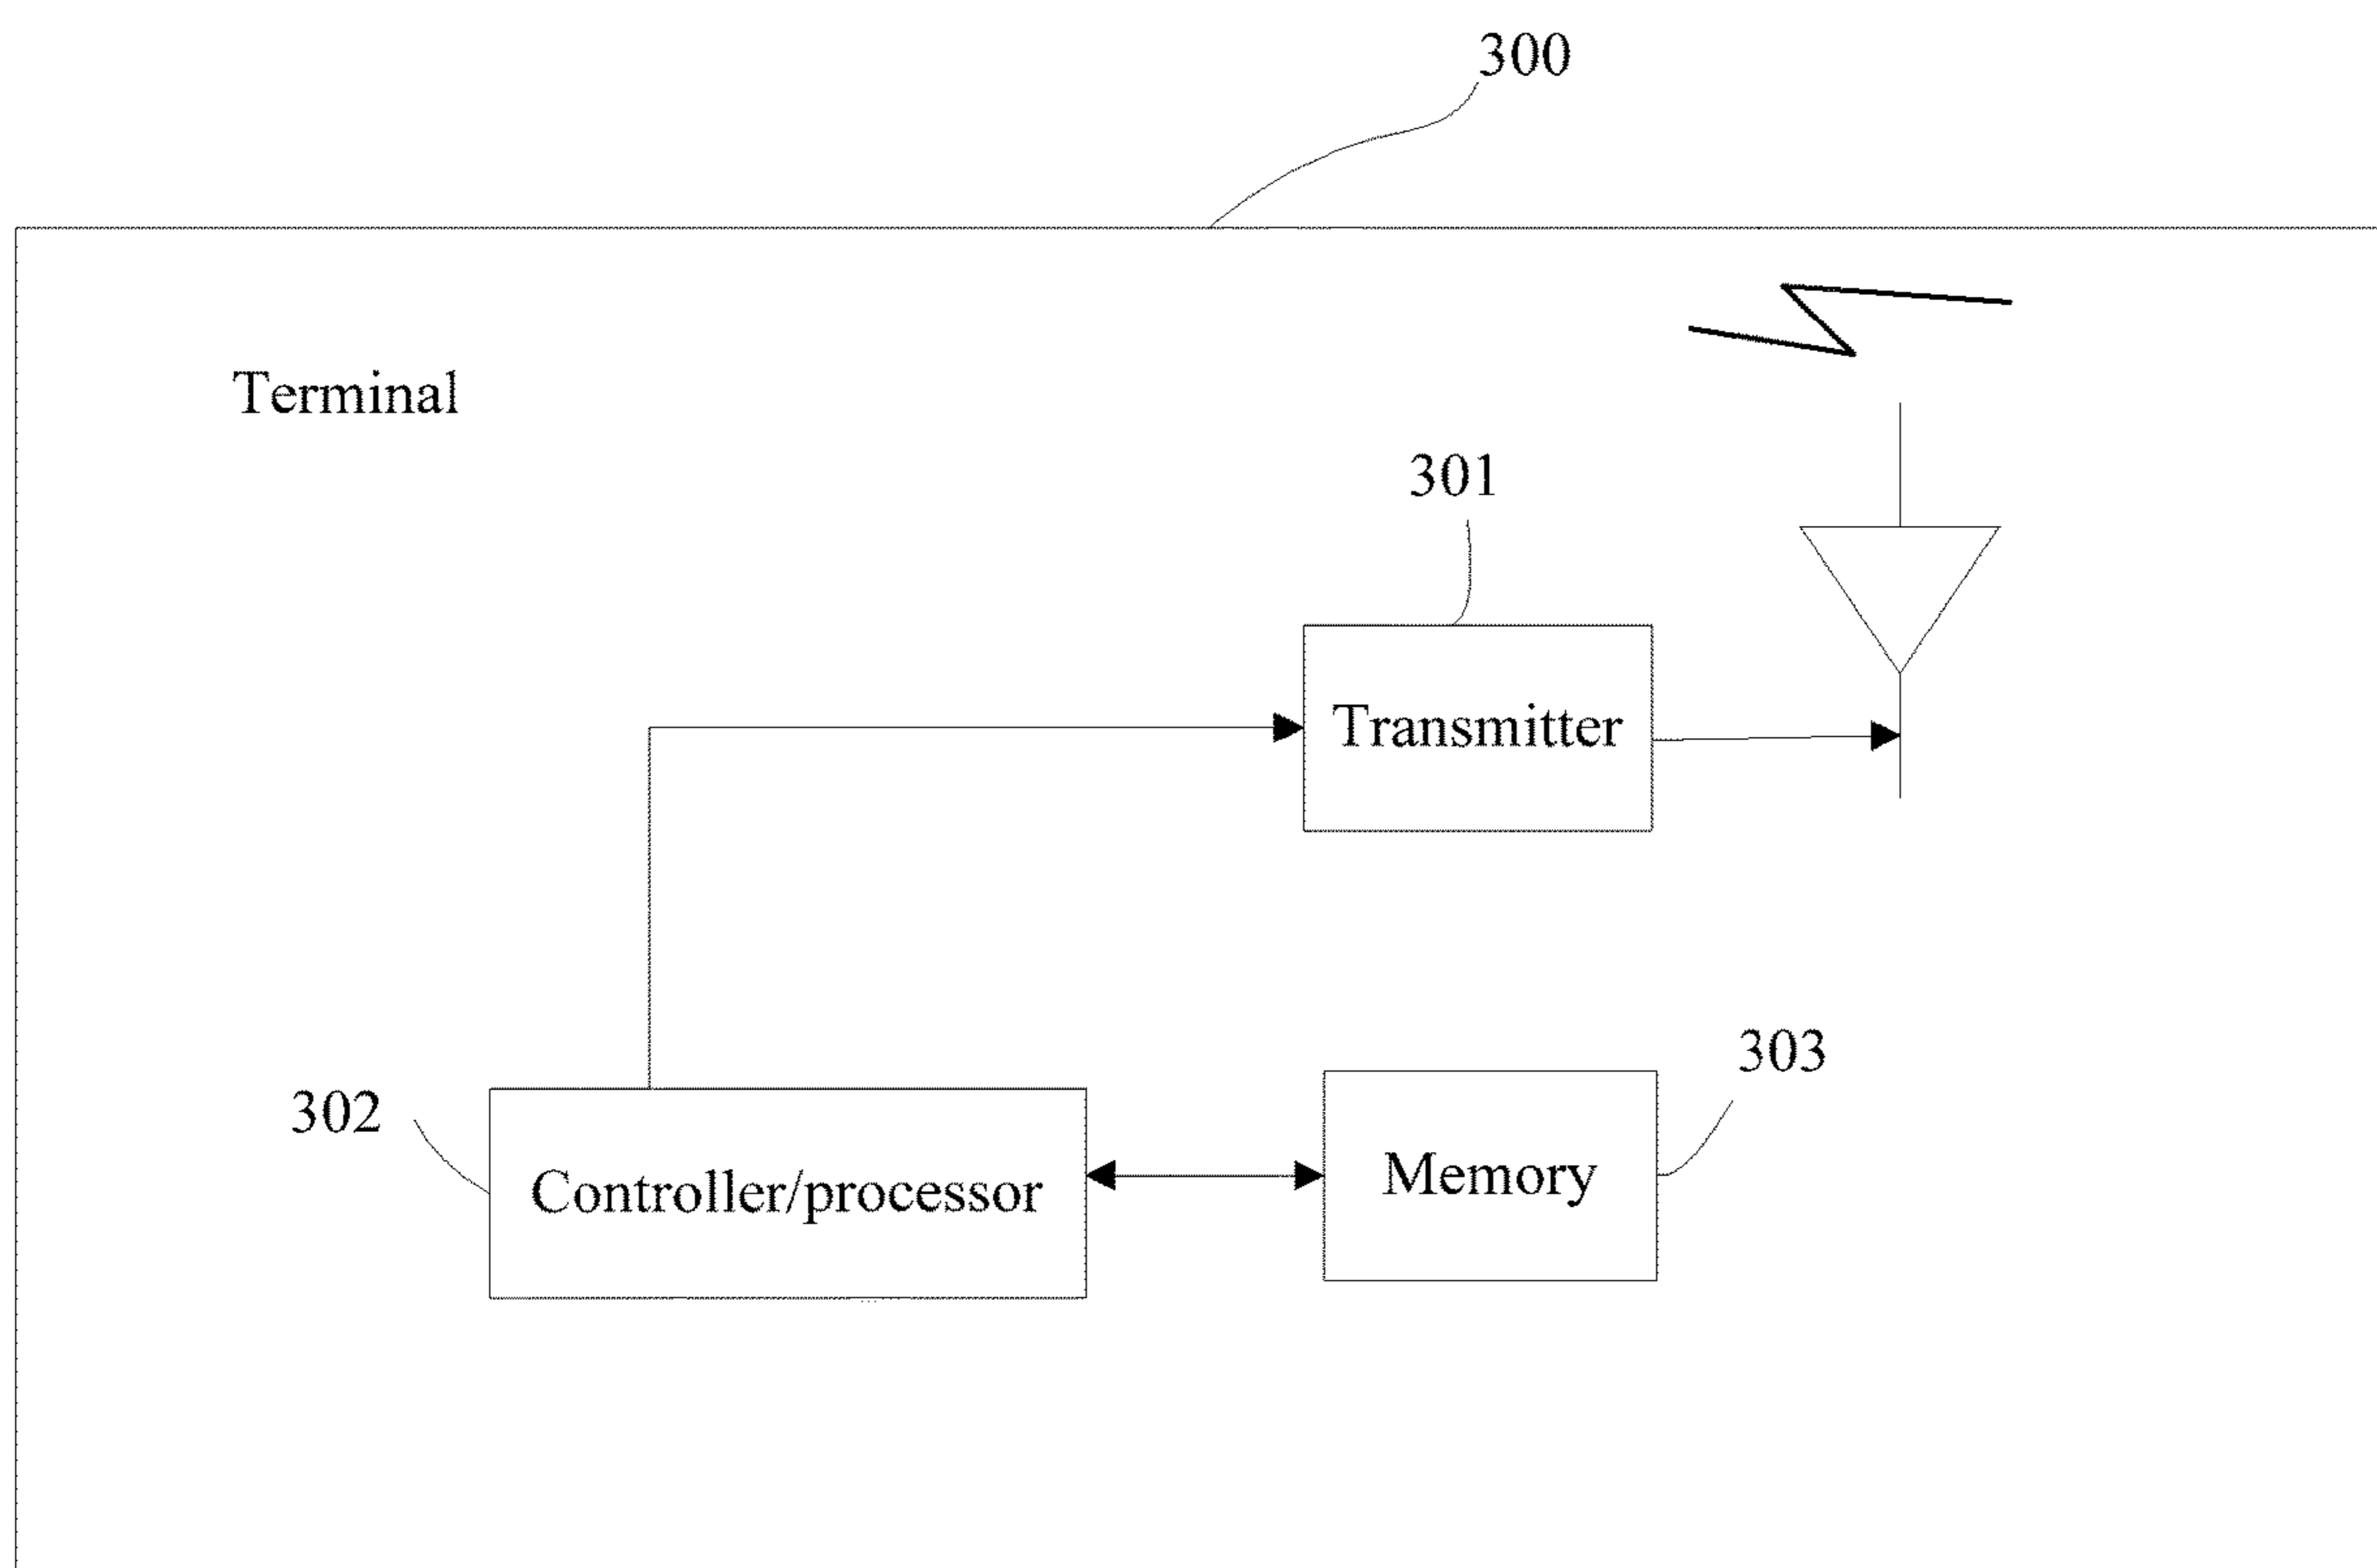 300
Terminal
301
Transmitter
303
302
Controller/processor
Memory